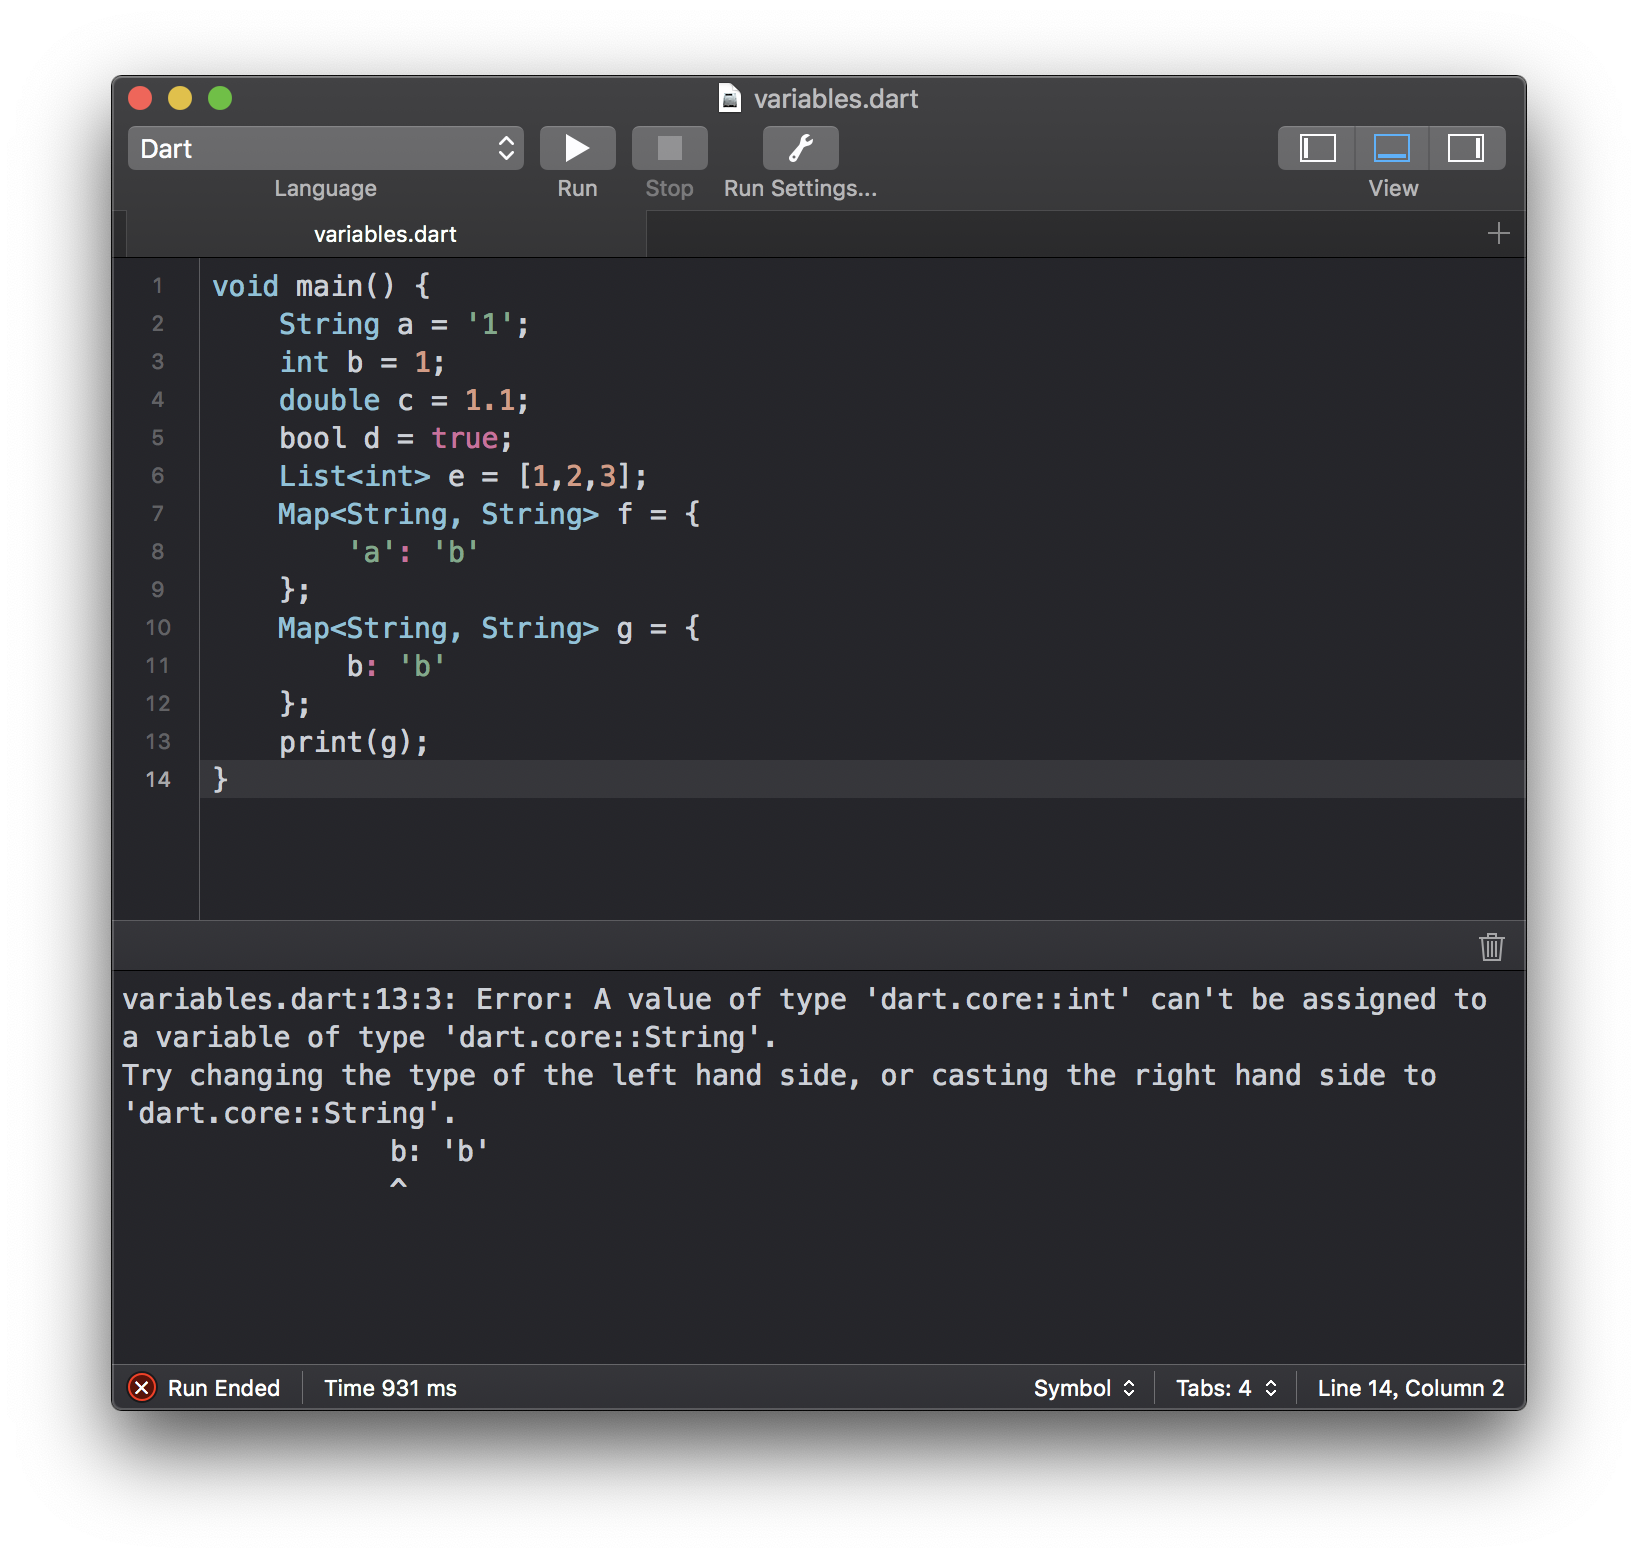 variables.dart
Dart
Language
Run
Stop
Run Settings...
View
variables.dart
1 void main() {
2     String a = '1';
3     int b = 1;
4     double c = 1.1;
5     bool d = true;
6     List<int> e = [1,2,3];
7     Map<String, String> f = {
8         'a': 'b'
9     };
10     Map<String, String> g = {
11         b: 'b'
12     };
13     print(g);
14 }
variables.dart:13:3: Error: A value of type 'dart.core::int' can't be assigned to
a variable of type 'dart.core::String'.
Try changing the type of the left hand side, or casting the right hand side to
'dart.core::String'.
                b: 'b'
                ^
Run Ended
Time 931 ms
Symbol
Tabs: 4
Line 14, Column 2